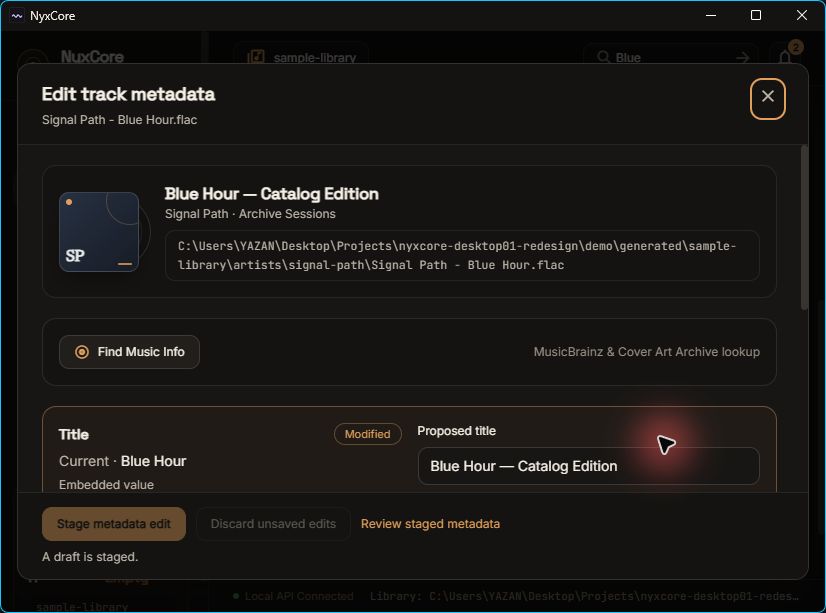 NyxCore
NuxCore
sample-library
Blue
2
Edit track metadata
Signal Path - Blue Hour.flac
SP
Blue Hour — Catalog Edition
Signal Path · Archive Sessions
C:\Users\YAZAN\Desktop\Projects\nyxcore-desktop01-redesign\demo\generated\sample-
library\artists\signal-path\Signal Path - Blue Hour.flac
Find Music Info
MusicBrainz & Cover Art Archive lookup
Title
Modified
Current · Blue Hour
Embedded value
Proposed title
Blue Hour — Catalog Edition
Stage metadata edit
Discard unsaved edits
Review staged metadata
A draft is staged.
Empty
sample-library
Local API Connected
Library: C:\Users\YAZAN\Desktop\Projects\nyxcore-desktop01-redes…